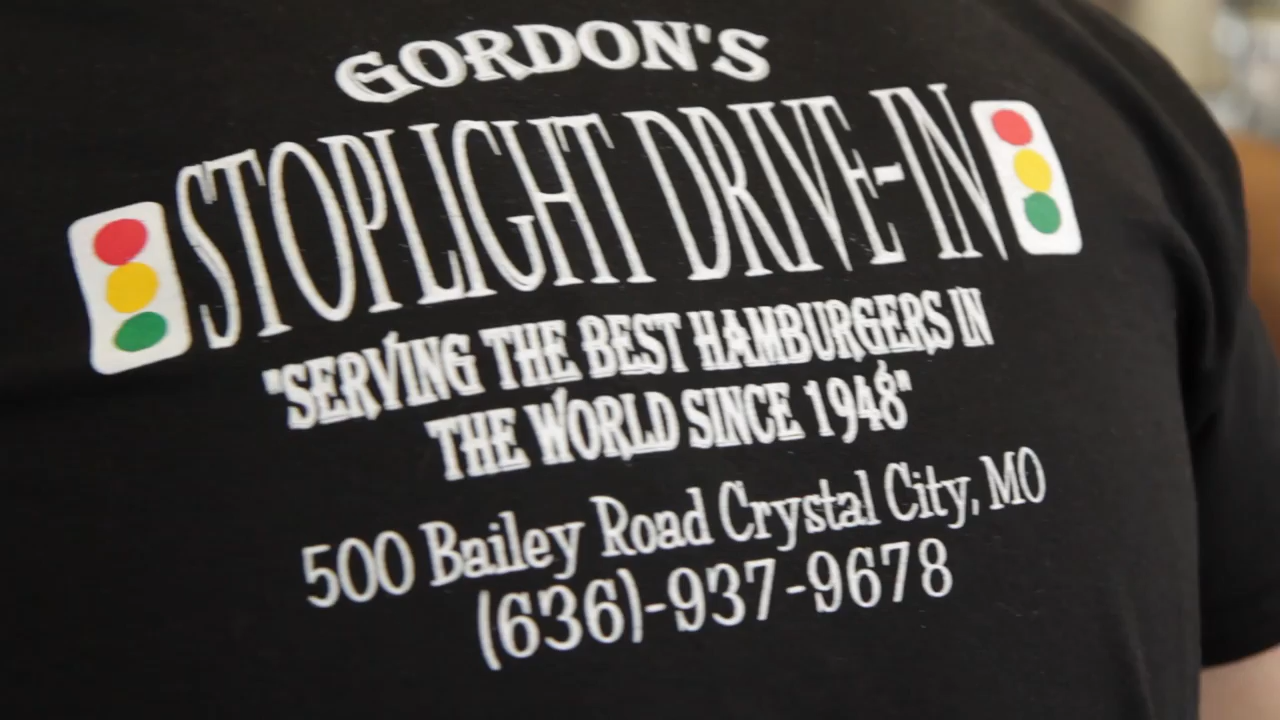 GORDON'S
STOPLIGHT DRIVE-IN
"SERVING THE BEST HAMBURGERS IN
THE WORLD SINCE 1948"
500 Bailey Road Crystal City, MO
(636)-937-9678